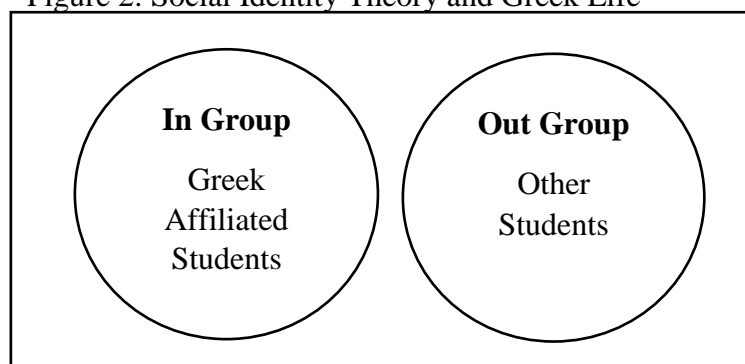 Figure 2. Social Identity Theory and Greek Life
In Group
Greek
Affiliated
Students
Out Group
Other
Students